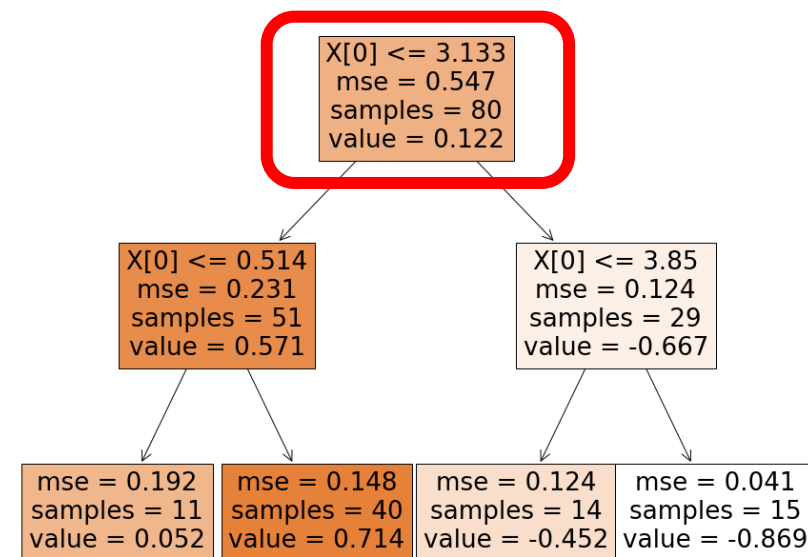 X[0] <= 3.133
mse = 0.547
samples = 80
value = 0.122
X[0] <= 0.514
mse = 0.231
samples = 51
value = 0.571
X[0] <= 3.85
mse = 0.124
samples = 29
value = -0.667
mse = 0.192
samples = 11
value = 0.052
mse = 0.148
samples = 40
value = 0.714
mse = 0.124
samples = 14
value = -0.452
mse = 0.041
samples = 15
value = -0.869